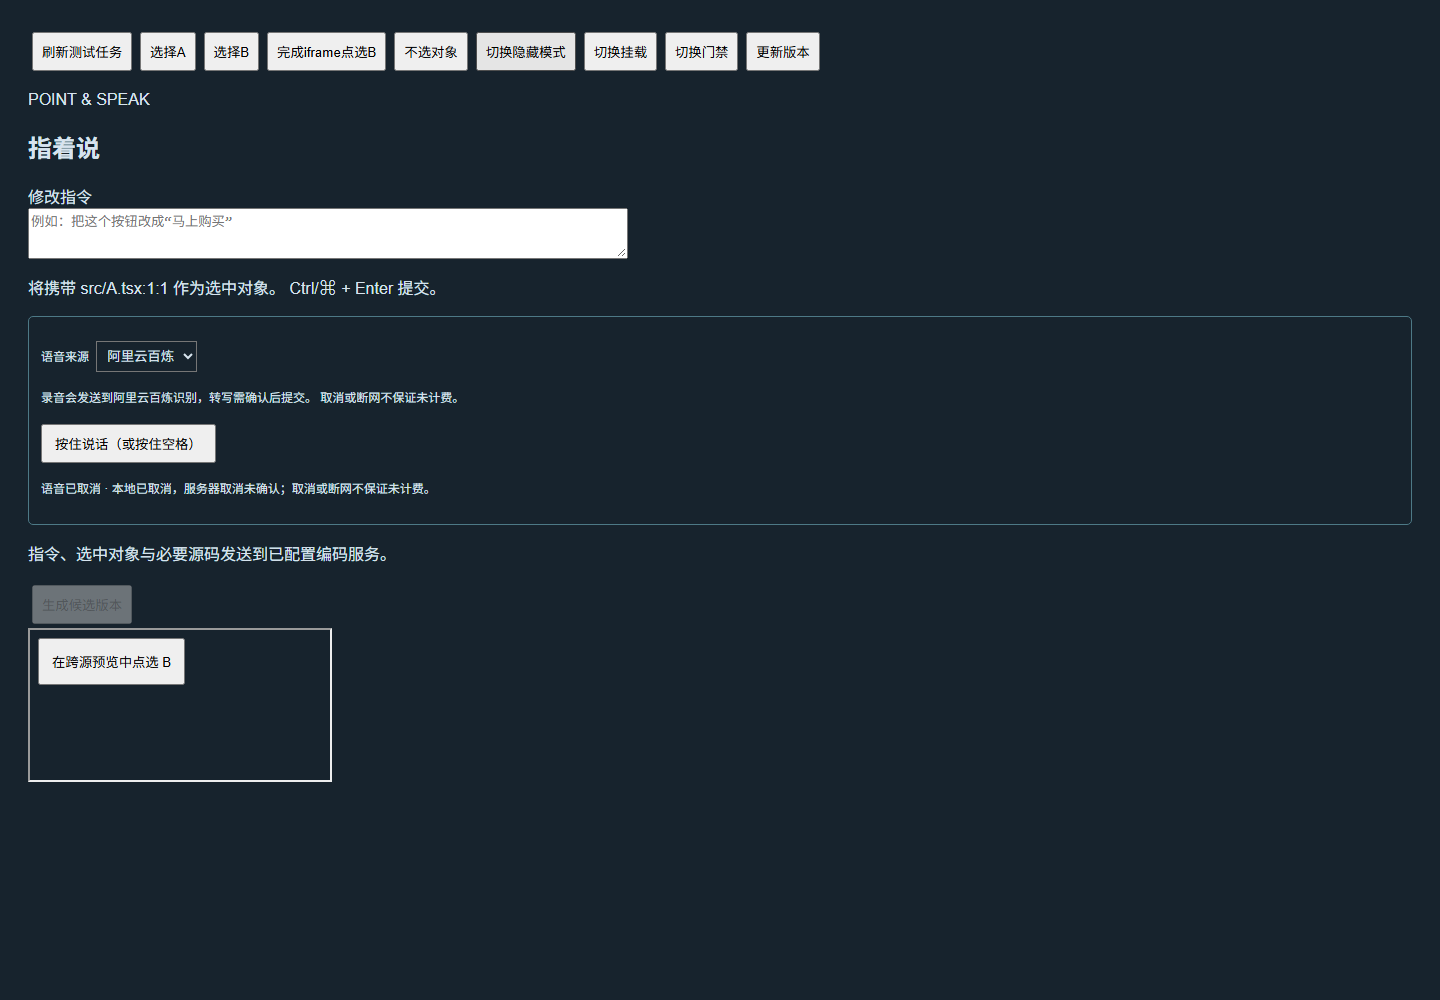 刷新测试任务 选择A 选择B 完成iframe点选B 不选对象 切换隐藏模式 切换挂载 切换门禁 更新版本
POINT & SPEAK
指着说
修改指令
例如：把这个按钮改成“马上购买”
将携带 src/A.tsx:1:1 作为选中对象。 Ctrl/⌘ + Enter 提交。
语音来源 阿里云百炼
录音会发送到阿里云百炼识别，转写需确认后提交。 取消或断网不保证未计费。
按住说话（或按住空格）
语音已取消 · 本地已取消，服务器取消未确认；取消或断网不保证未计费。
指令、选中对象与必要源码发送到已配置编码服务。
生成候选版本
在跨源预览中点选 B